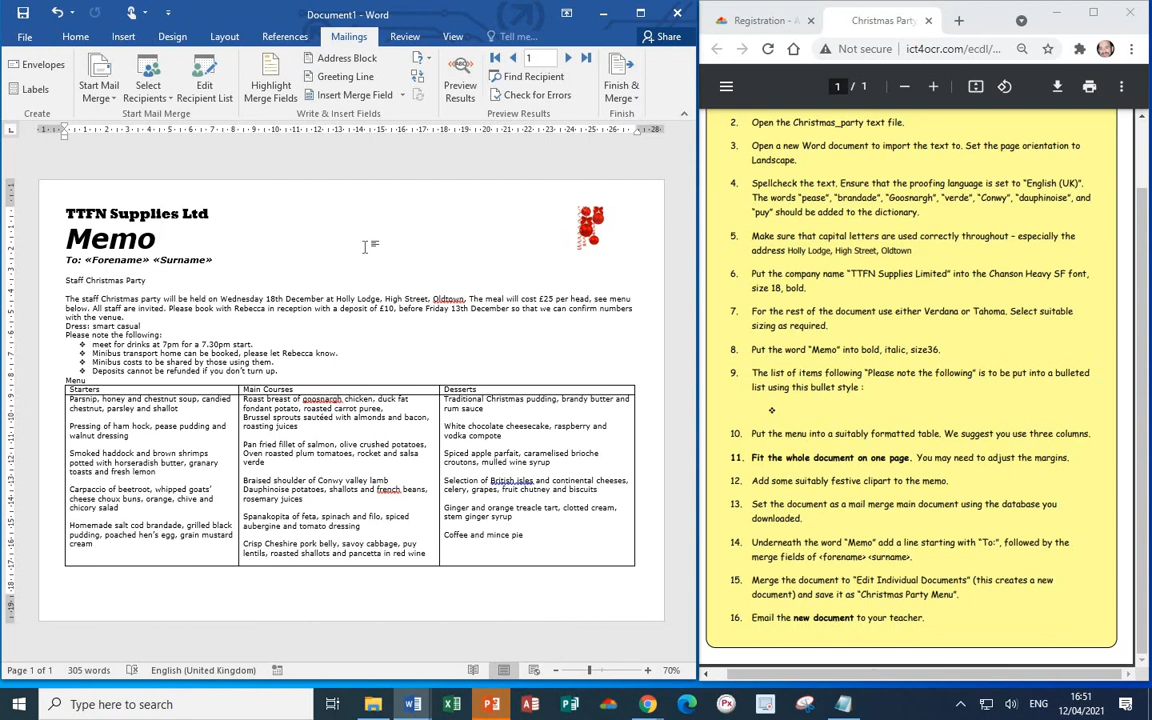 Document1 - Word
File
Home
Insert
Design
Layout
References
Mailings
Review
View
Tell me...
Share
Envelopes
Labels
Create
Start Mail
Merge
Select
Recipients
Edit
Recipient List
Start Mail Merge
Highlight
Merge Fields
Address Block
Greeting Line
Insert Merge Field
Write & Insert Fields
ABC
Preview
Results
1
Find Recipient
Check for Errors
Preview Results
Finish &
Merge
Finish
TTFN Supplies Ltd
Memo
To: «Forename» «Surname»
Staff Christmas Party
The staff Christmas party will be held on Wednesday 18th December at Holly Lodge, High Street, Oldtown, The meal will cost £25 per head, see menu
below. All staff are invited. Please book with Rebecca in reception with a deposit of £10, before Friday 13th December so that we can confirm numbers
with the venue.
Dress: smart casual
Please note the following:
❖ meet for drinks at 7pm for a 7.30pm start.
❖ Minibus transport home can be booked, please let Rebecca know.
❖ Minibus costs to be shared by those using them.
❖ Deposits cannot be refunded if you don't turn up.
Menu
Starters
Parsnip, honey and chestnut soup, candied
chestnut, parsley and shallot
Pressing of ham hock, pease pudding and
walnut dressing
Smoked haddock and brown shrimps
potted with horseradish butter, granary
toasts and fresh lemon
Carpaccio of beetroot, whipped goats'
cheese choux buns, orange, chive and
chicory salad
Homemade salt cod brandade, grilled black
pudding, poached hen's egg, grain mustard
cream
Main Courses
Roast breast of goosnargh chicken, duck fat
fondant potato, roasted carrot puree,
Brussel sprouts sautéed with almonds and bacon,
roasting juices
Pan fried fillet of salmon, olive crushed potatoes,
Oven roasted plum tomatoes, rocket and salsa
verde
Braised shoulder of Convy valley lamb
Dauphinoise potatoes, shallots and french beans,
rosemary juices
Spanakopita of feta, spinach and filo, spiced
aubergine and tomato dressing
Crisp Cheshire pork belly, savoy cabbage, puy
lentils, roasted shallots and pancetta in red wine
Desserts
Traditional Christmas pudding, brandy butter and
rum sauce
White chocolate cheesecake, raspberry and
vodka compote
Spiced apple parfait, caramelised brioche
croutons, mulled wine syrup
Selection of British isles and continental cheeses,
celery, grapes, fruit chutney and biscuits
Ginger and orange treacle tart, clotted cream,
stem ginger syrup
Coffee and mince pie
Page 1 of 1
305 words
English (United Kingdom)
70%
Registration - A
Christmas Party
Not secure
ict4ocr.com/ecdl/...
1 / 1
2. Open the Christmas_party text file.
3. Open a new Word document to import the text to. Set the page orientation to
Landscape.
4. Spellcheck the text. Ensure that the proofing language is set to "English (UK)".
The words "pease", "brandade", "Goosnargh", "verde", "Conwy", "dauphinoise", and
"puy" should be added to the dictionary.
5. Make sure that capital letters are used correctly throughout – especially the
address Holly Lodge, High Street, Oldtown
6. Put the company name "TTFN Supplies Limited" into the Chanson Heavy SF font,
size 18, bold.
7. For the rest of the document use either Verdana or Tahoma. Select suitable
sizing as required.
8. Put the word "Memo" into bold, italic, size36.
9. The list of items following "Please note the following" is to be put into a bulleted
list using this bullet style :
❖
10. Put the menu into a suitably formatted table. We suggest you use three columns.
11. Fit the whole document on one page. You may need to adjust the margins.
12. Add some suitably festive clipart to the memo.
13. Set the document as a mail merge main document using the database you
downloaded.
14. Underneath the word "Memo" add a line starting with "To:", followed by the
merge fields of <forename> <surname>.
15. Merge the document to "Edit Individual Documents" (this creates a new
document) and save it as "Christmas Party Menu".
16. Email the new document to your teacher.
Type here to search
ENG
16:51
12/04/2021